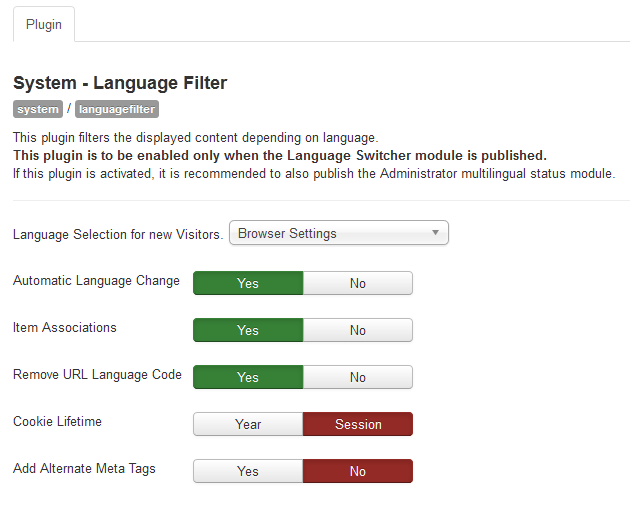 Plugin
System - Language Filter
system / languagefilter
This plugin filters the displayed content depending on language.
This plugin is to be enabled only when the Language Switcher module is published.
If this plugin is activated, it is recommended to also publish the Administrator multilingual status module.
Language Selection for new Visitors. Browser Settings
Automatic Language Change Yes No
Item Associations Yes No
Remove URL Language Code Yes No
Cookie Lifetime Year Session
Add Alternate Meta Tags Yes No